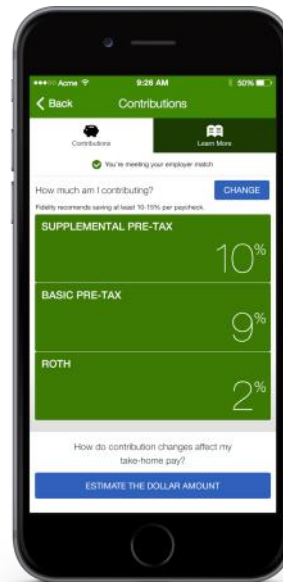 Acme 9:26 AM 50%
Back Contributions
Contributions Learn More
You're meeting your employer match
How much am I contributing? CHANGE
Fidelity recomends saving at least 10-15% per paycheck.
SUPPLEMENTAL PRE-TAX
10%
BASIC PRE-TAX
9%
ROTH
2%
How do contribution changes affect my
take-home pay?
ESTIMATE THE DOLLAR AMOUNT